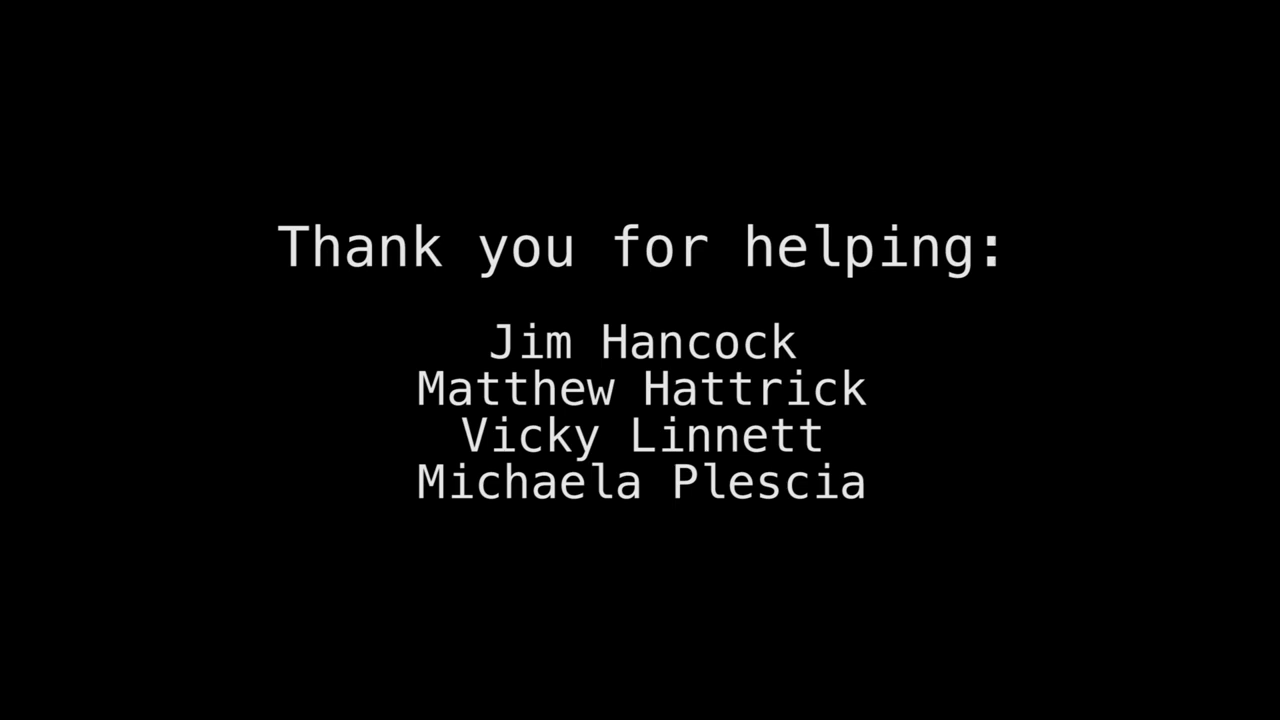 Thank you for helping:
Jim Hancock
Matthew Hattrick
Vicky Linnett
Michaela Plescia